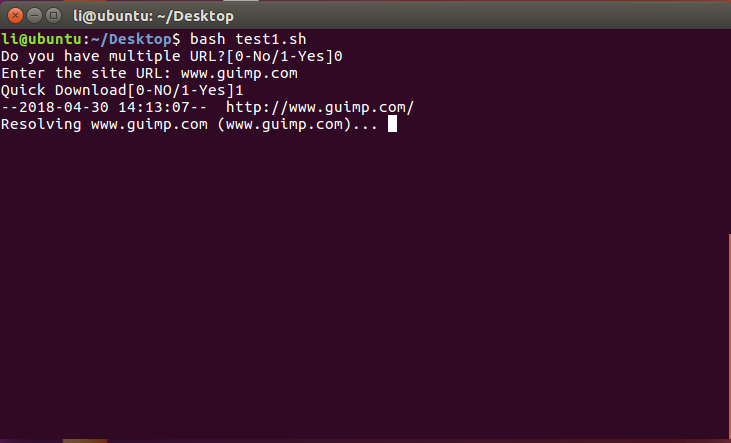 li@ubuntu: ~/Desktop
li@ubuntu:~/Desktop$ bash test1.sh
Do you have multiple URL?[0-No/1-Yes]0
Enter the site URL: www.guimp.com
Quick Download[0-NO/1-Yes]1
--2018-04-30 14:13:07--  http://www.guimp.com/
Resolving www.guimp.com (www.guimp.com)...